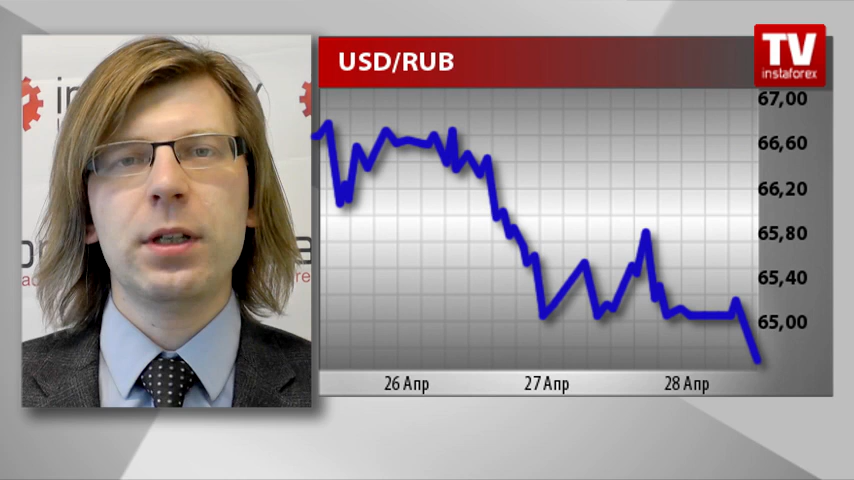 USD/RUB
TV
instaforex
67,00
66,60
66,20
65,80
65,40
65,00
26 Апр
27 Апр
28 Апр